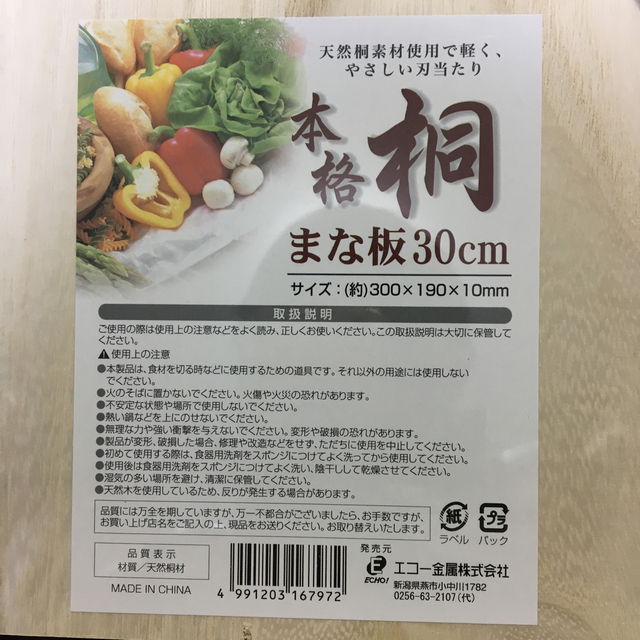 天然桐素材使用で軽く、
やさしい刃当たり
本格 桐
まな板30cm
サイズ：(約)300×190×10mm
取扱説明
ご使用の際は使用上の注意などをよく読み、正しくお使いください。この取扱説明は大切に保管して
ください。
⚠使用上の注意
●本製品は、食材を切る時などに使用するための道具です。それ以外の用途には使用しない
でください。
●火のそばに置かないでください。火傷や火災の恐れがあります。
●不安定な状態や場所で使用しないでください。
●熱い鍋などを上にのせないでください。
●無理な力や強い衝撃を与えないでください。変形や破損の恐れがあります。
●製品が変形、破損した場合、修理や改造などをせず、ただちに使用を中止してください。
●初めて使用する際は、食器用洗剤をスポンジにつけてよく洗ってから使用してください。
●使用後は食器用洗剤をスポンジにつけてよく洗い、陰干しして乾燥させてください。
●湿気の多い場所を避け、清潔に保管してください。
●天然木を使用しているため、反りが発生する場合があります。
品質には万全を期していますが、万一不都合がございましたら、お手数ですが、
お買い上げ店名をご記入の上、現品をお送りください。お取り替えいたします。
紙 プラ
ラベル パック
品質表示
材質／天然桐材
MADE IN CHINA
4 991203 167972
発売元
ECHO! エコー金属株式会社
新潟県燕市小中川1782
0256-63-2107(代)